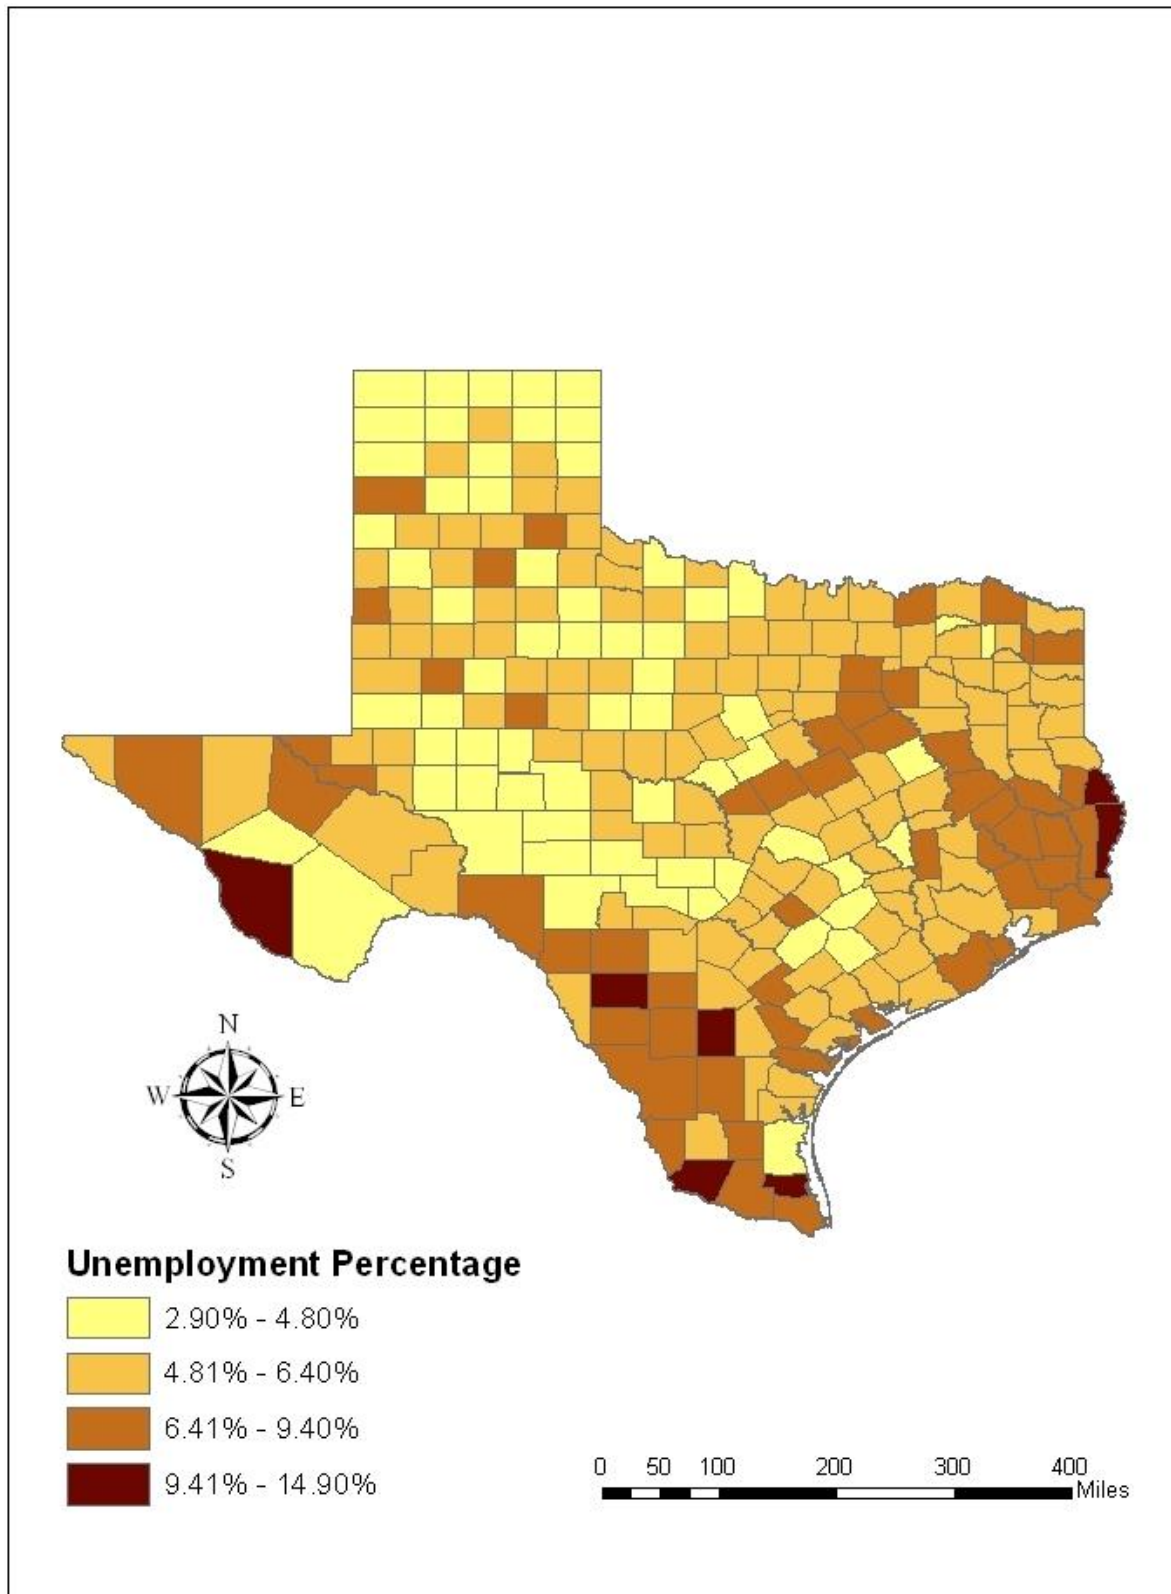 N
W E
S
Unemployment Percentage
2.90% - 4.80%
4.81% - 6.40%
6.41% - 9.40%
9.41% - 14.90%
0 50 100 200 300 400
Miles